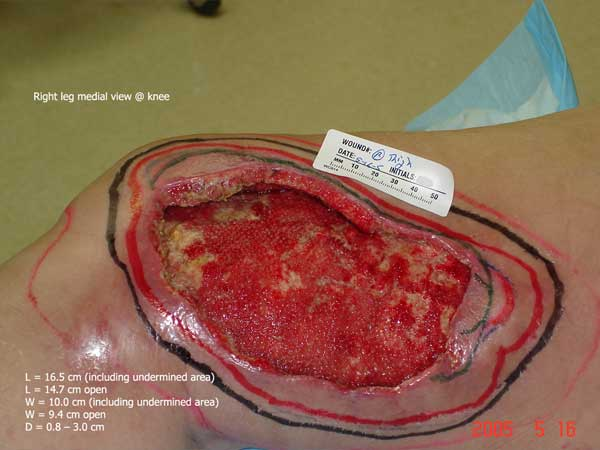 Right leg medial view @ knee
WOUND#: R Thigh
DATE: INITIALS:
MM 10 20 30 40 50
L = 16.5 cm (including undermined area)
L = 14.7 cm open
W = 10.0 cm (including undermined area)
W = 9.4 cm open
D = 0.8 – 3.0 cm
2005 5 16